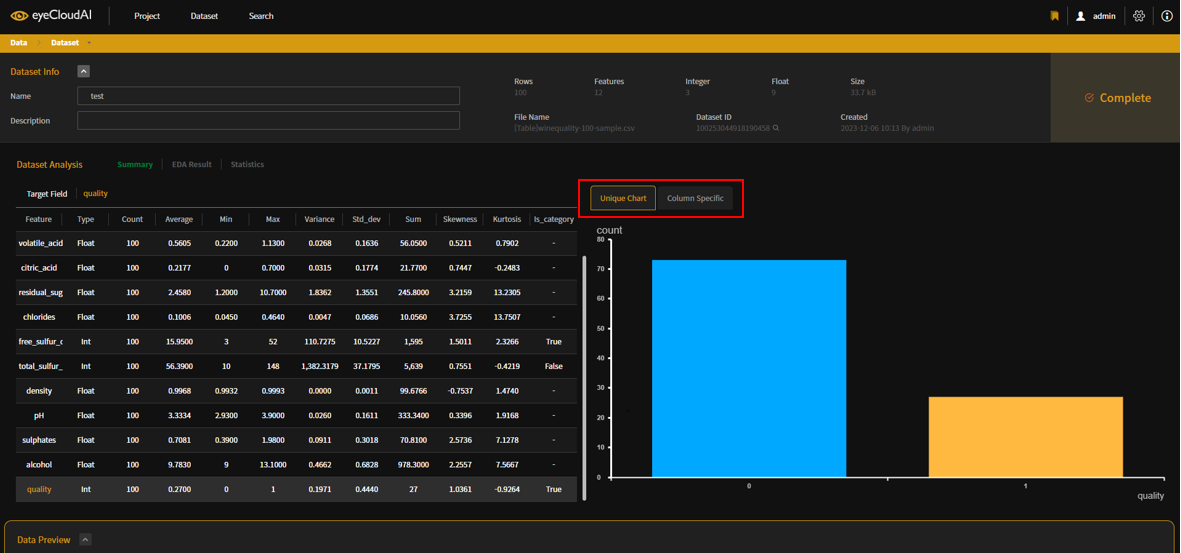 eyeCloudAI Project Dataset Search admin
Data > Dataset
Dataset Info
Name test
Description
Rows Features Integer Float Size
100 12 3 9 33.7 kB
File Name Dataset ID Created
[Table]winequality-100-sample.csv 100253044918190458 2023-12-06 10:13 By admin
Complete
Dataset Analysis Summary EDA Result Statistics
Target Field quality
Unique Chart Column Specific
Feature Type Count Average Min Max Variance Std_dev Sum Skewness Kurtosis Is_category
volatile_acid Float 100 0.5605 0.2200 1.1300 0.0268 0.1636 56.0500 0.5211 0.7902 -
citric_acid Float 100 0.2177 0 0.7000 0.0315 0.1774 21.7700 0.7447 -0.2483 -
residual_sug Float 100 2.4580 1.2000 10.7000 1.8362 1.3551 245.8000 3.2159 13.2305 -
chlorides Float 100 0.1006 0.0450 0.4640 0.0047 0.0686 10.0560 3.7255 13.7507 -
free_sulfur_c Int 100 15.9500 3 52 110.7275 10.5227 1,595 1.5011 2.3266 True
total_sulfur_ Int 100 56.3900 10 148 1,382.3179 37.1795 5,639 0.7551 -0.4219 False
density Float 100 0.9968 0.9932 0.9993 0.0000 0.0011 99.6766 -0.7537 1.4740 -
pH Float 100 3.3334 2.9300 3.9000 0.0260 0.1611 333.3400 0.3396 1.9168 -
sulphates Float 100 0.7081 0.3900 1.9800 0.0911 0.3018 70.8100 2.5736 7.1278 -
alcohol Float 100 9.7830 9 13.1000 0.4662 0.6828 978.3000 2.2557 7.5667 -
quality Int 100 0.2700 0 1 0.1971 0.4440 27 1.0361 -0.9264 True
count
80
70
60
50
40
30
20
10
0
0 1
quality
Data Preview